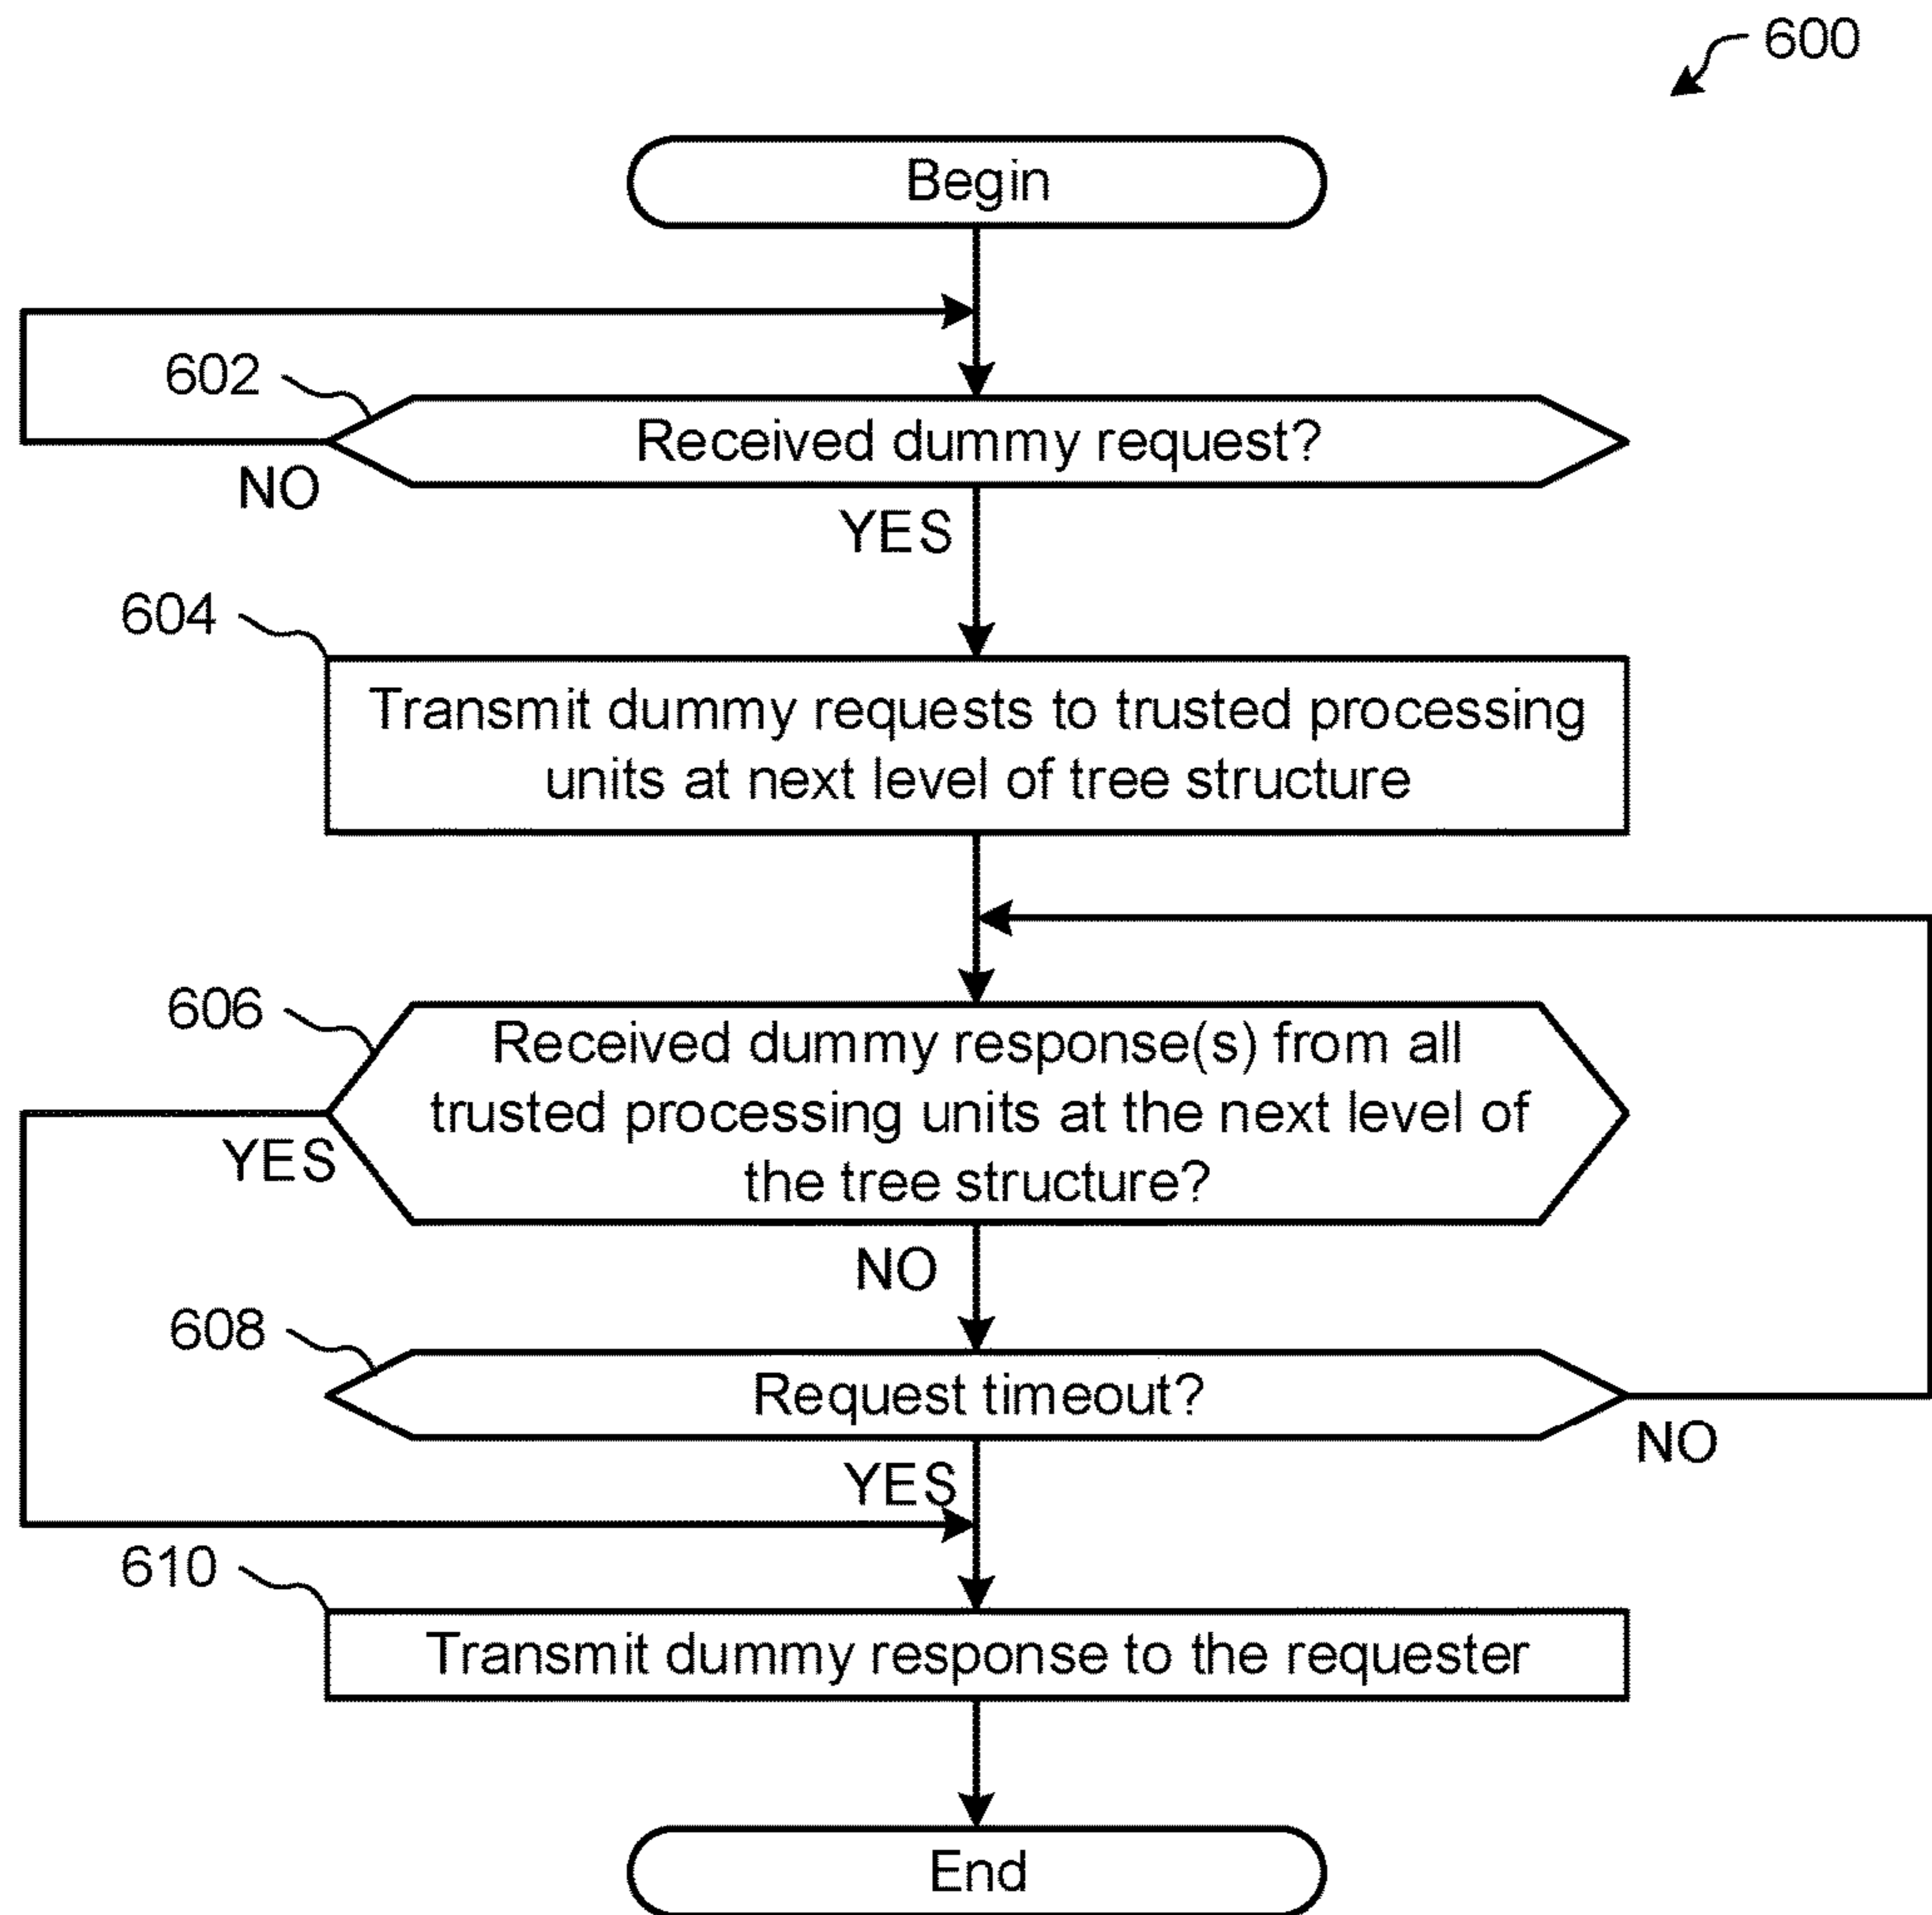 600
Begin
602
Received dummy request?
NO
YES
604
Transmit dummy requests to trusted processing
units at next level of tree structure
606
Received dummy response(s) from all
trusted processing units at the next level of
the tree structure?
YES
NO
608
Request timeout?
NO
YES
610
Transmit dummy response to the requester
End